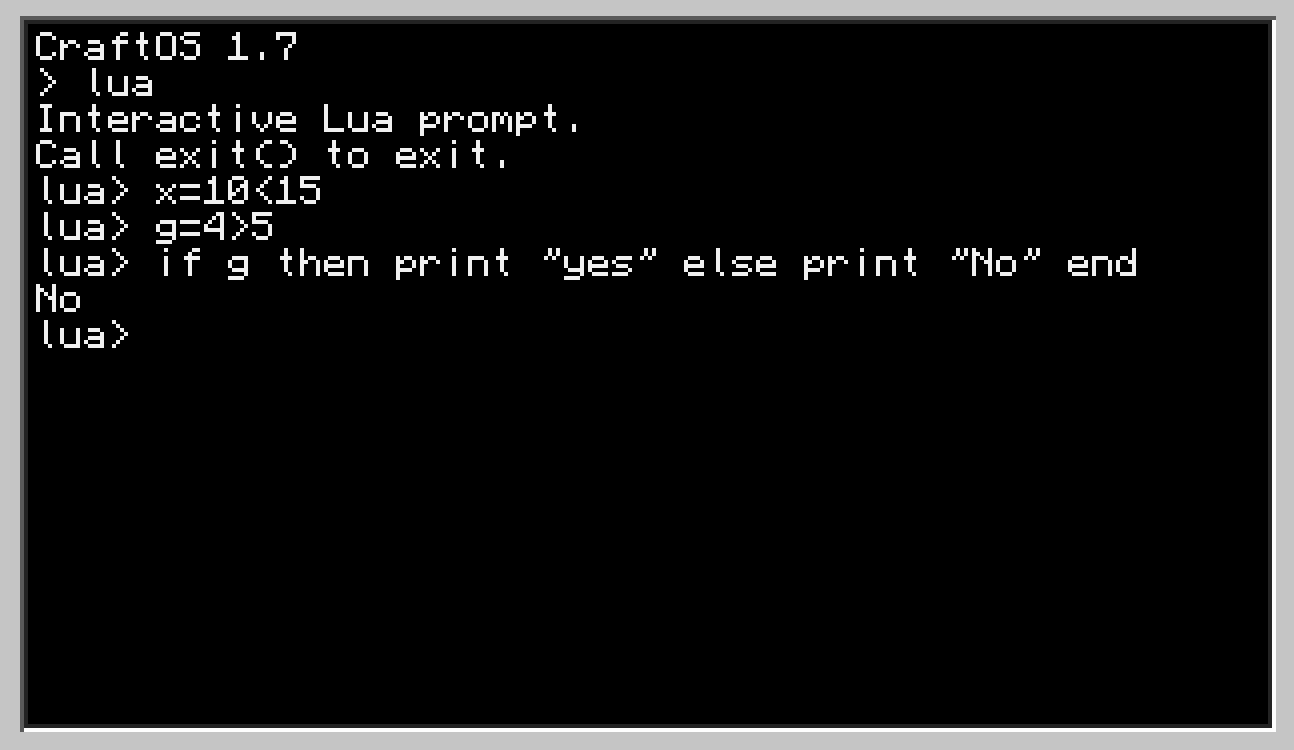 CraftOS 1.7
> lua
Interactive Lua prompt.
Call exit() to exit.
lua> x=10<15
lua> g=4>5
lua> if g then print "yes" else print "No" end
No
lua>